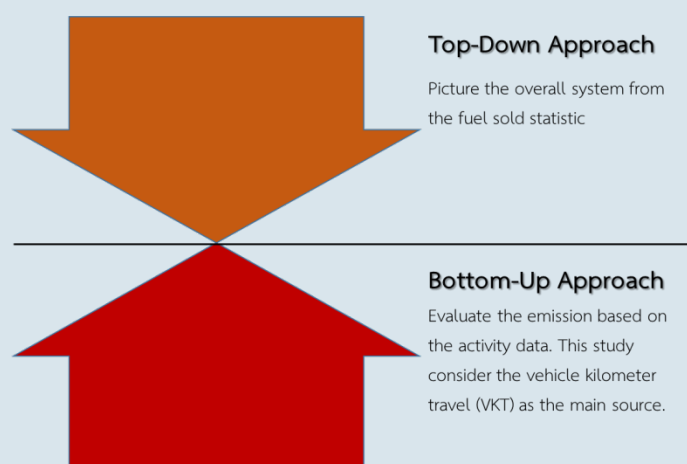 Top-Down Approach
Picture the overall system from
the fuel sold statistic
Bottom-Up Approach
Evaluate the emission based on
the activity data. This study
consider the vehicle kilometer
travel (VKT) as the main source.